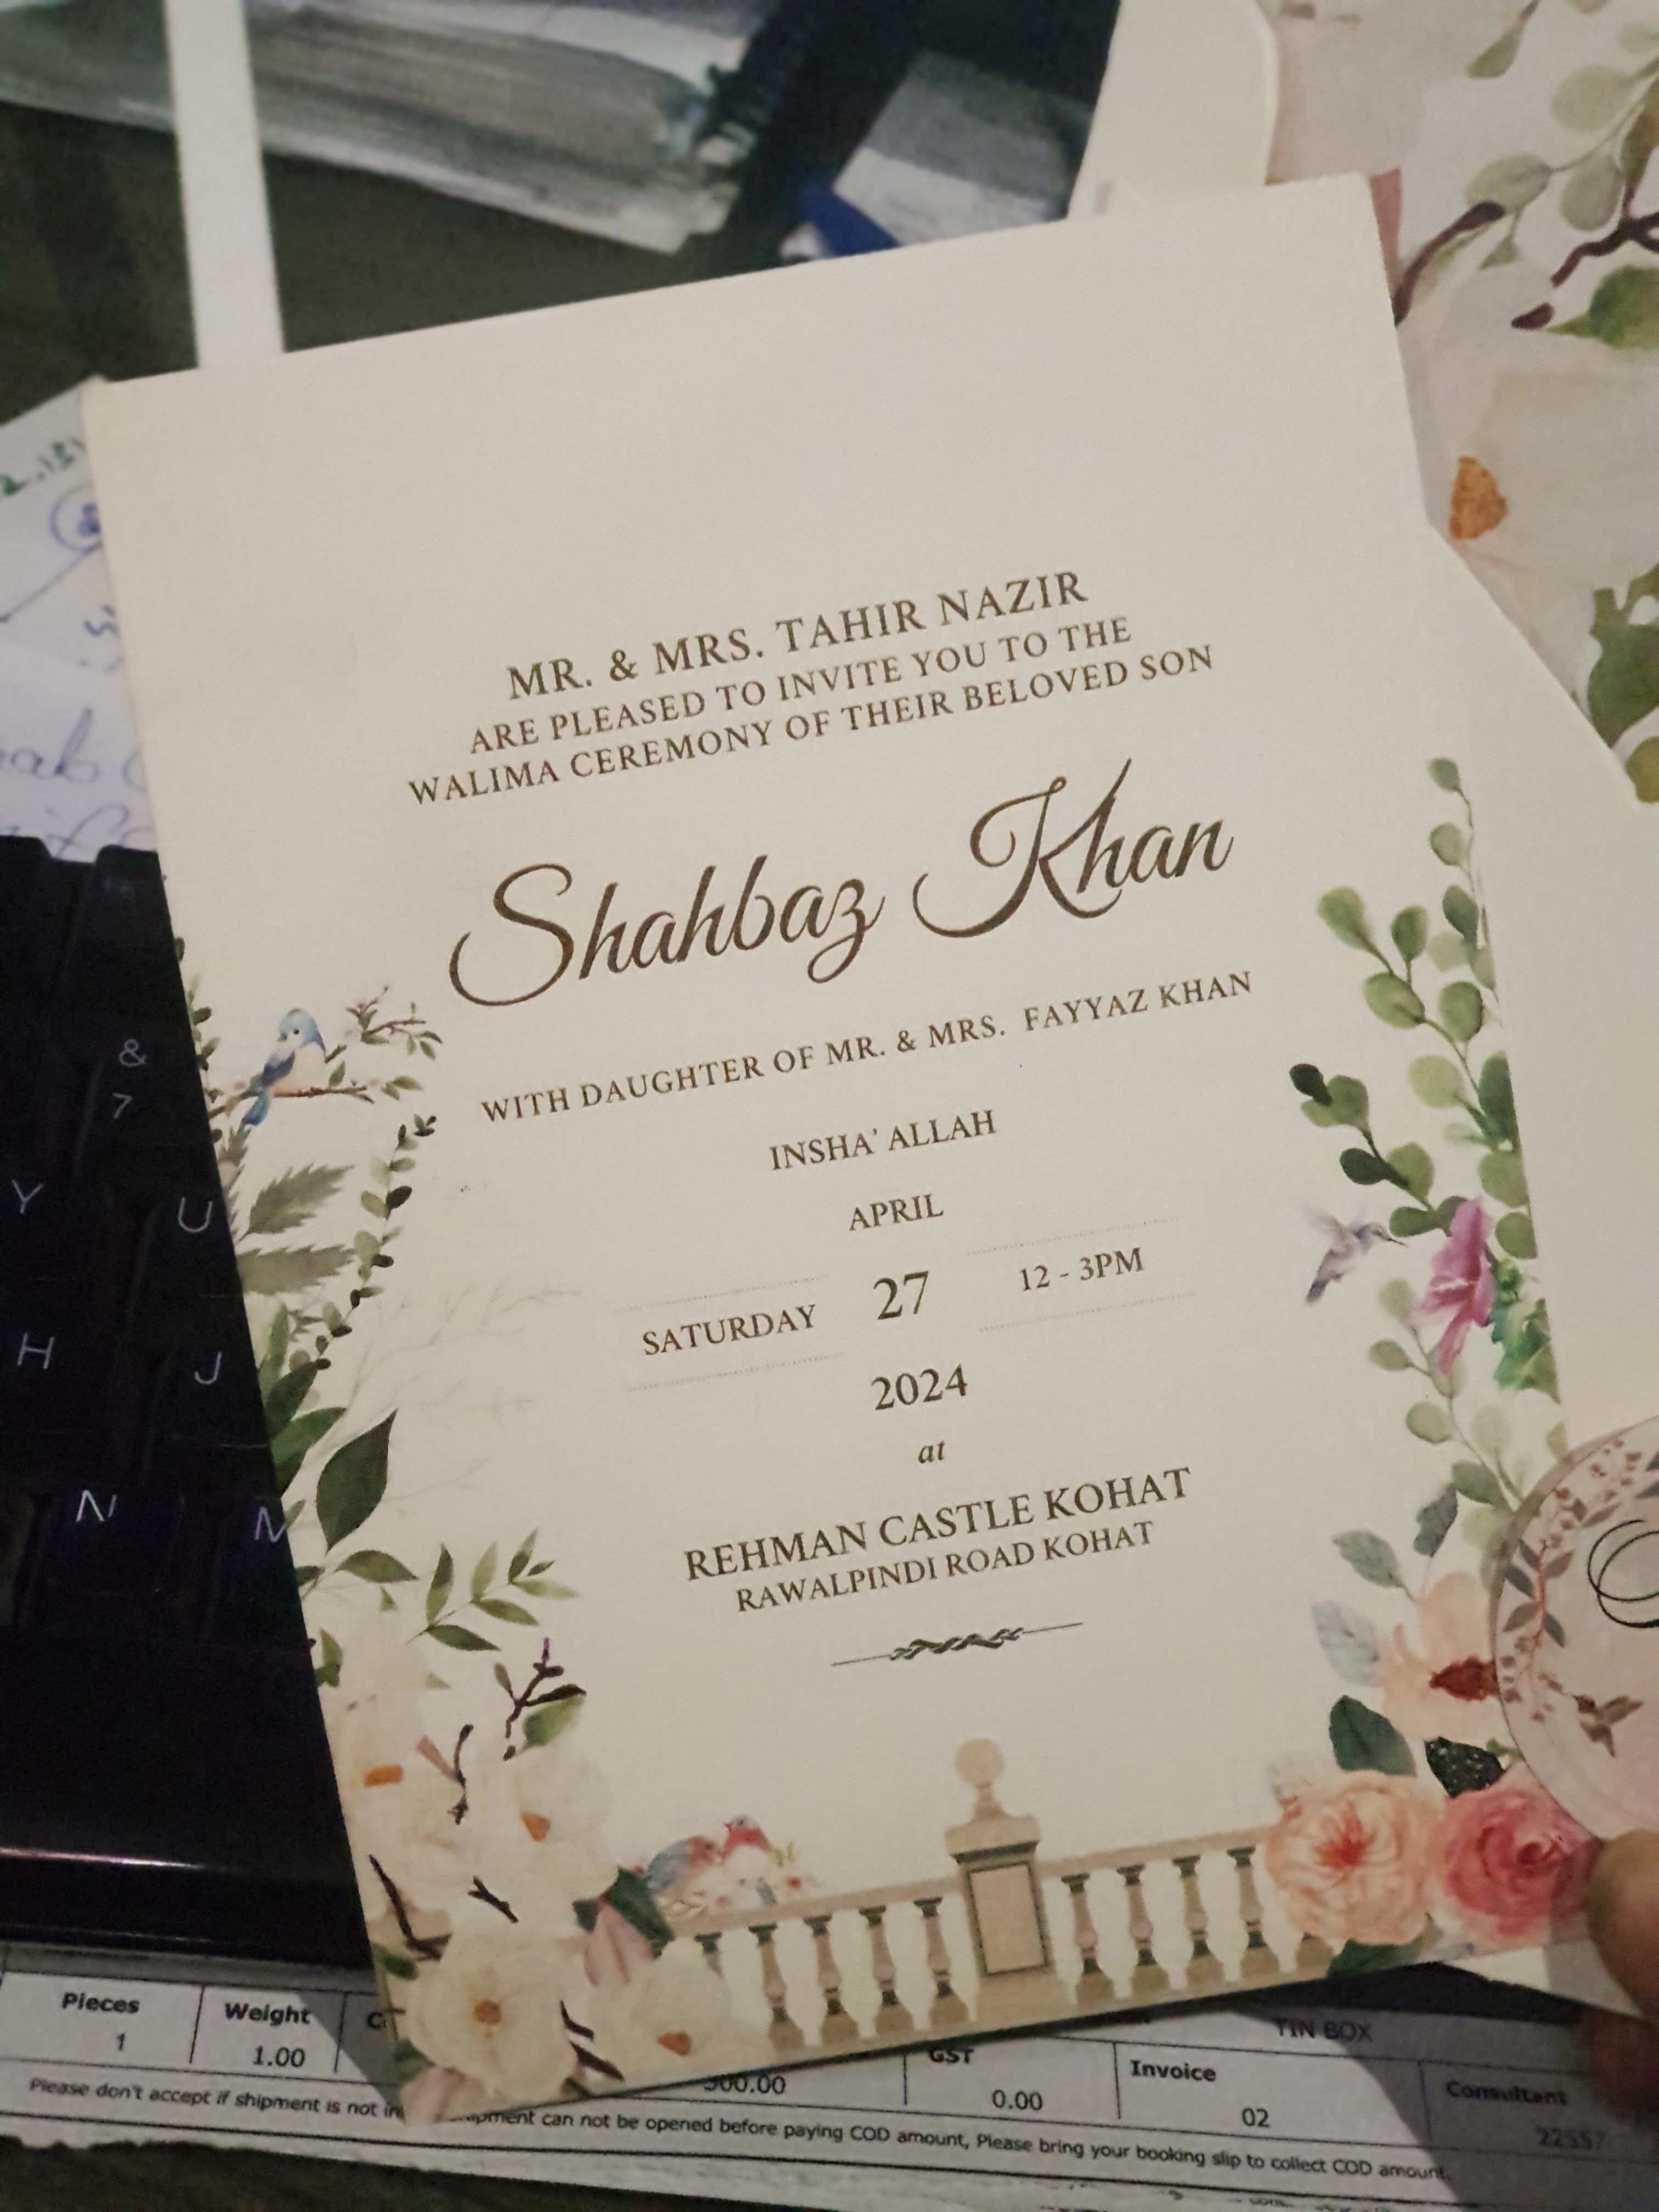 MR. & MRS. TAHIR NAZIR
ARE PLEASED TO INVITE YOU TO THE
WALIMA CEREMONY OF THEIR BELOVED SON
Shahbaz Khan
WITH DAUGHTER OF MR. & MRS. FAYYAZ KHAN
INSHA' ALLAH
APRIL
SATURDAY 27 12 - 3PM
2024
at
REHMAN CASTLE KOHAT
RAWALPINDI ROAD KOHAT
&
7
Y U
H J
N
TIN BOX
Pieces Weight GST Invoice Consultant
1 1.00 0.00 02 22557
Please don't accept if shipment is not can not be opened before paying COD amount, Please bring your booking slip to collect COD amount.